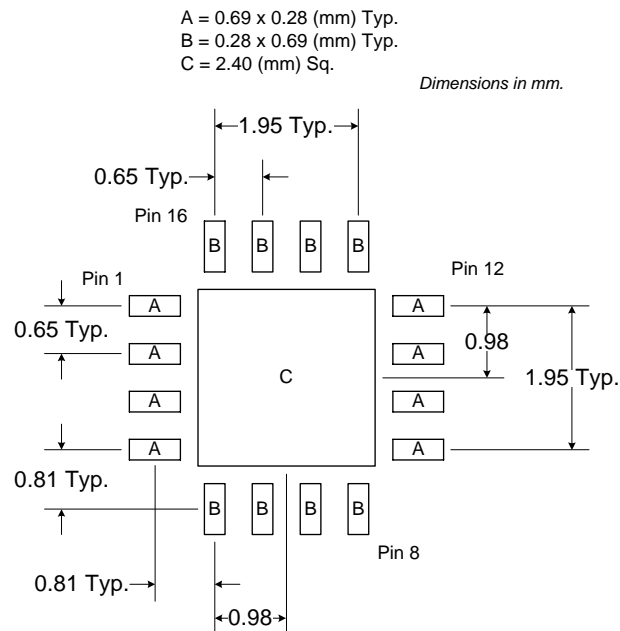 A = 0.69 x 0.28 (mm) Typ.
B = 0.28 x 0.69 (mm) Typ.
C = 2.40 (mm) Sq.
Dimensions in mm.
1.95 Typ.
0.65 Typ.
Pin 16
B B B B
Pin 1
Pin 12
A
A
0.65 Typ.
0.98
A
A
C
1.95 Typ.
A
A
A
A
0.81 Typ.
B B B B
Pin 8
0.81 Typ.
0.98